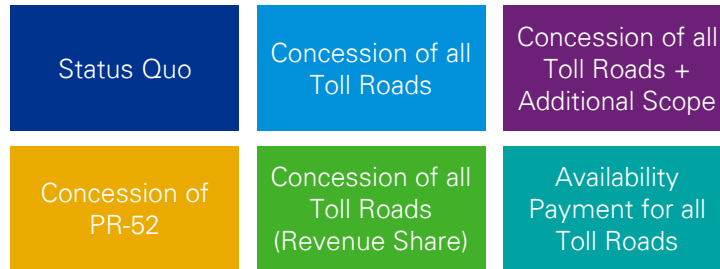 Status Quo
Concession of all
Toll Roads
Concession of all
Toll Roads +
Additional Scope
Concession of
PR-52
Concession of all
Toll Roads
(Revenue Share)
Availability
Payment for all
Toll Roads